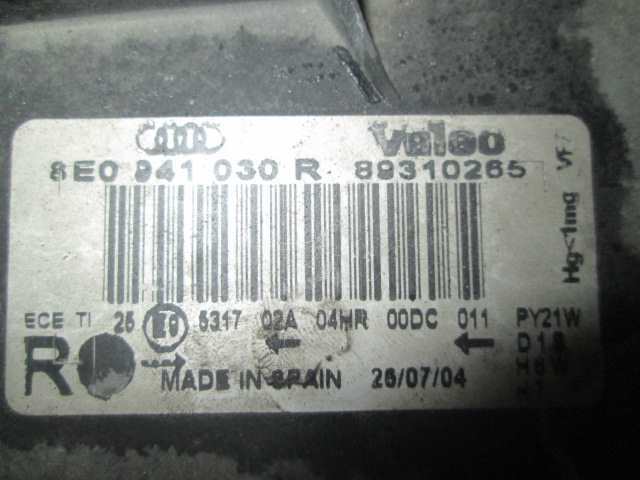 Valeo
8E0 941 030 R 89310265
Hg<1mg
ECE TI 25 E9 5317 02A 04HR 00DC 011 PY21W
R D1S
MADE IN SPAIN 26/07/04